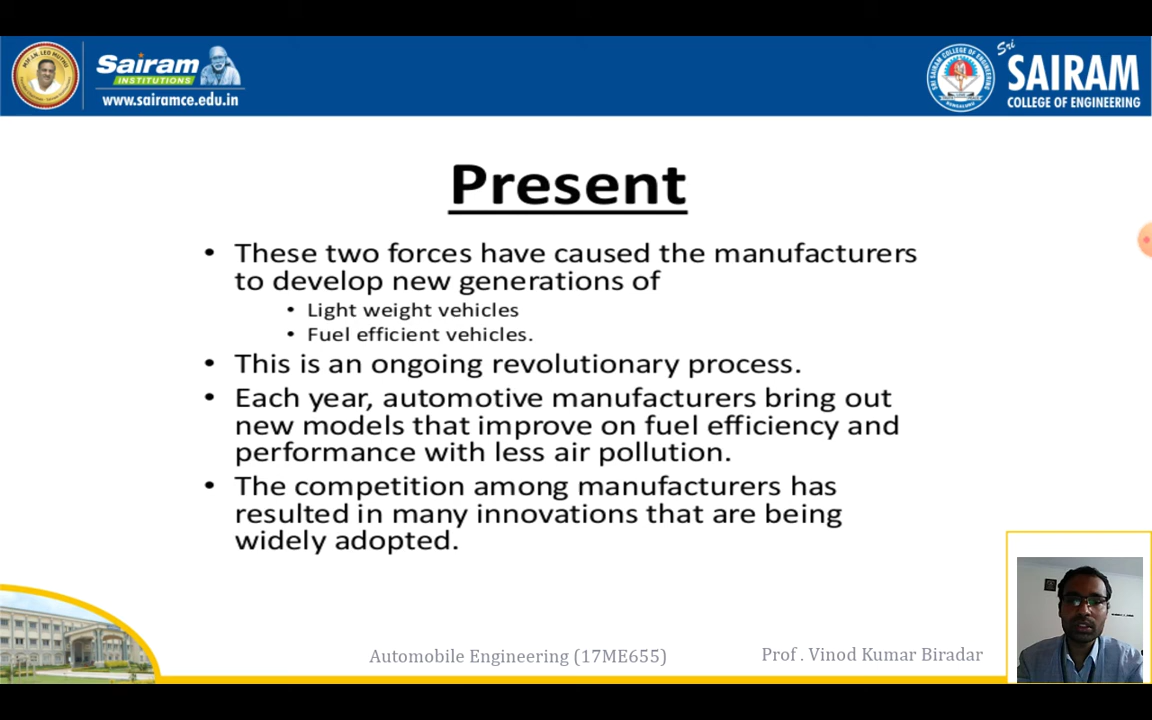 Sairam
INSTITUTIONS
www.sairamce.edu.in
Sri
SAIRAM
COLLEGE OF ENGINEERING
Present
• These two forces have caused the manufacturers
to develop new generations of
• Light weight vehicles
• Fuel efficient vehicles.
• This is an ongoing revolutionary process.
• Each year, automotive manufacturers bring out
new models that improve on fuel efficiency and
performance with less air pollution.
• The competition among manufacturers has
resulted in many innovations that are being
widely adopted.
Automobile Engineering (17ME655)
Prof . Vinod Kumar Biradar